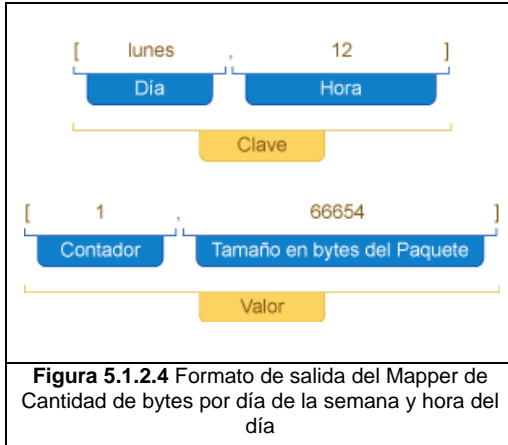 [ lunes , 12 ]
Día Hora
Clave
[ 1 , 66654 ]
Contador Tamaño en bytes del Paquete
Valor
Figura 5.1.2.4 Formato de salida del Mapper de
Cantidad de bytes por día de la semana y hora del
día